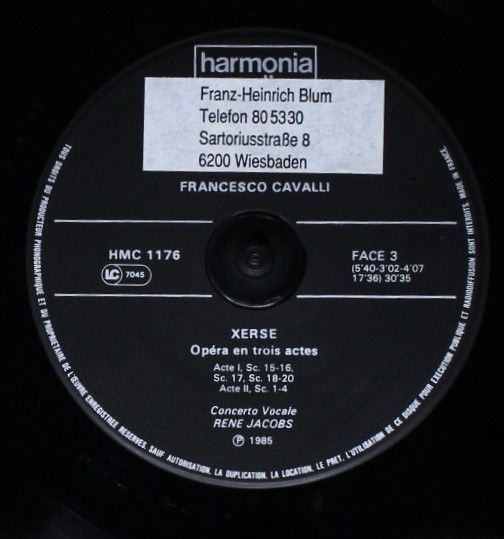 harmonia
Franz-Heinrich Blum
Telefon 80 53 30
Sartoriusstraße 8
6200 Wiesbaden
FRANCESCO CAVALLI
HMC 1176
LC 7045
FACE 3
(5'40-3'02-4'07
17'36) 30'35
XERSE
Opéra en trois actes
Acte I, Sc. 15-16,
Sc. 17, Sc. 18-20
Acte II, Sc. 1-4
Concerto Vocale
RENE JACOBS
℗ 1985
TOUS DROITS DU PRODUCTEUR PHONOGRAPHIQUE ET DU PROPRIETAIRE DE L'ŒUVRE ENREGISTREE RESERVES. SAUF AUTORISATION, LA DUPLICATION, LA LOCATION, LE PRET, L'UTILISATION DE CE DISQUE POUR EXECUTION PUBLIQUE ET RADIODIFFUSION SONT INTERDITS. MADE IN FRANCE.